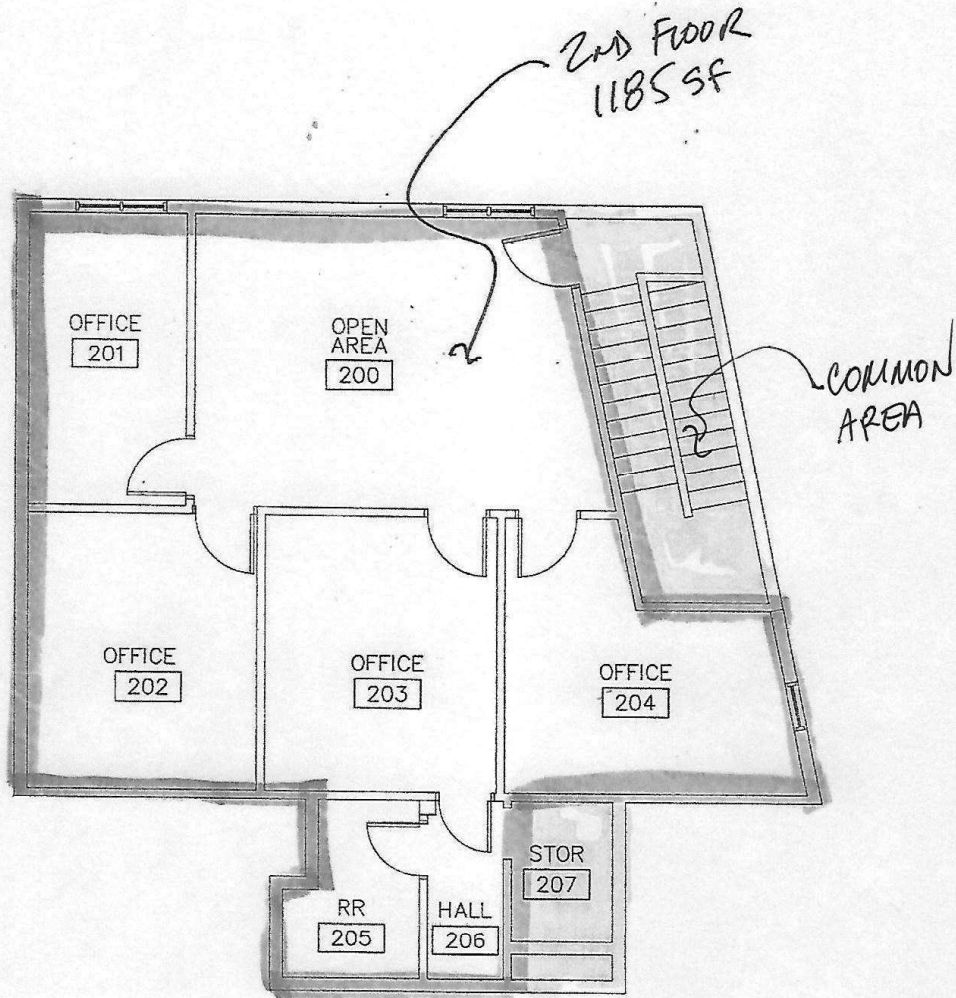 2ND FLOOR
1185 SF
OFFICE
201
OPEN
AREA
200
COMMON
AREA
OFFICE
202
OFFICE
203
OFFICE
204
STOR
207
RR
205
HALL
206